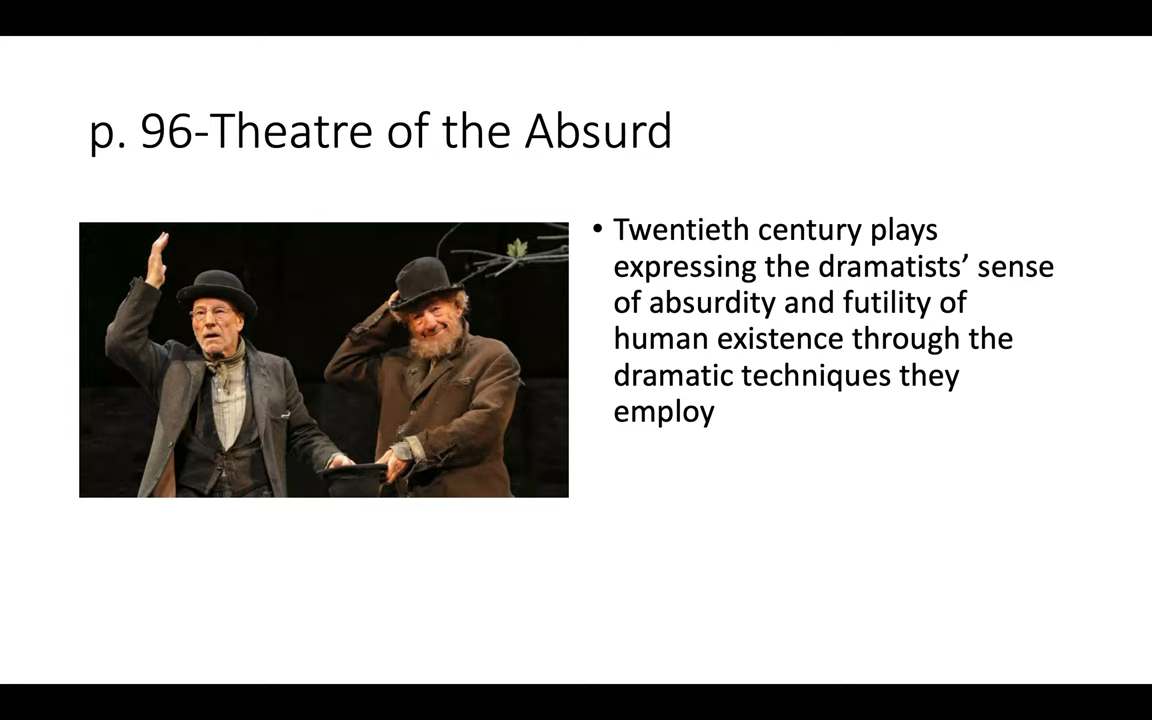 p. 96-Theatre of the Absurd
• Twentieth century plays
expressing the dramatists’ sense
of absurdity and futility of
human existence through the
dramatic techniques they
employ